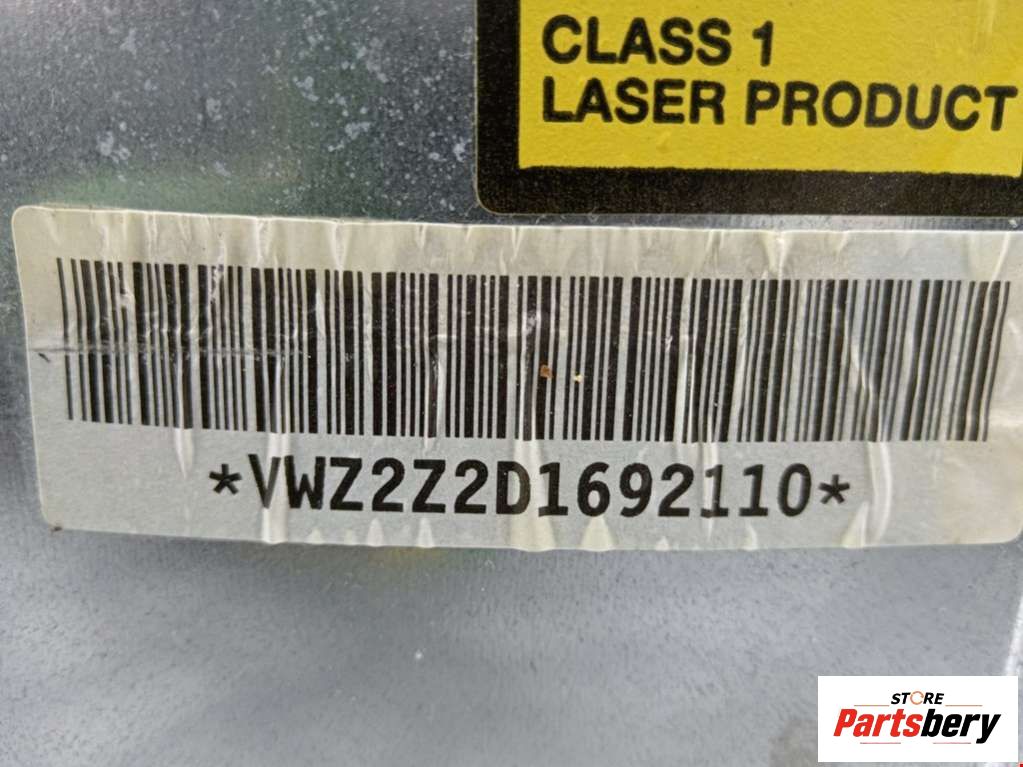 CLASS 1
LASER PRODUCT
*VWZ2Z2D1692110*
STORE
Partsbery